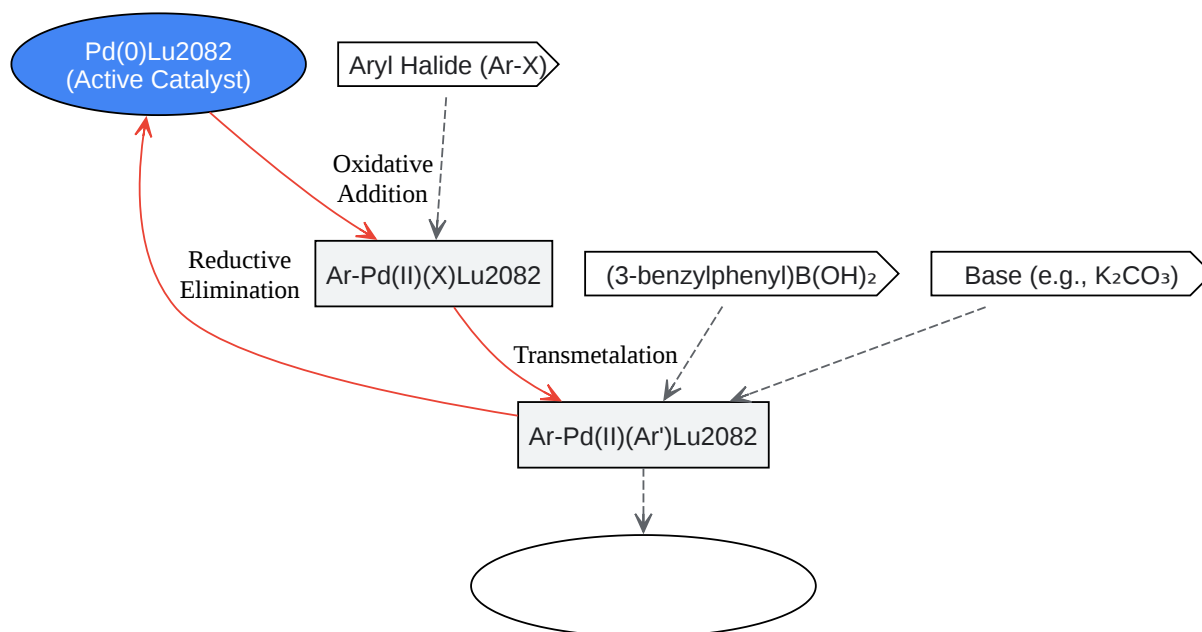 Pd(0)Lu2082
(Active Catalyst)
Aryl Halide (Ar-X)
Oxidative
Addition
Reductive
Elimination
Ar-Pd(II)(X)Lu2082
(3-benzylphenyl)B(OH)₂
Base (e.g., K₂CO₃)
Transmetalation
Ar-Pd(II)(Ar')Lu2082